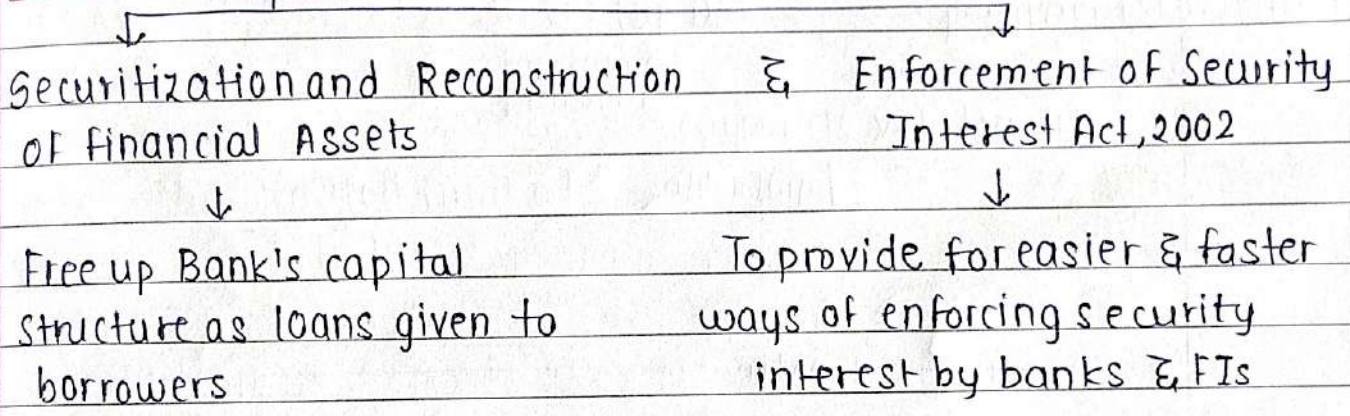 Securitization and Reconstruction & Enforcement of Security
of Financial Assets Interest Act, 2002
Free up Bank's capital To provide for easier & faster
structure as loans given to ways of enforcing security
borrowers interest by banks & FIs